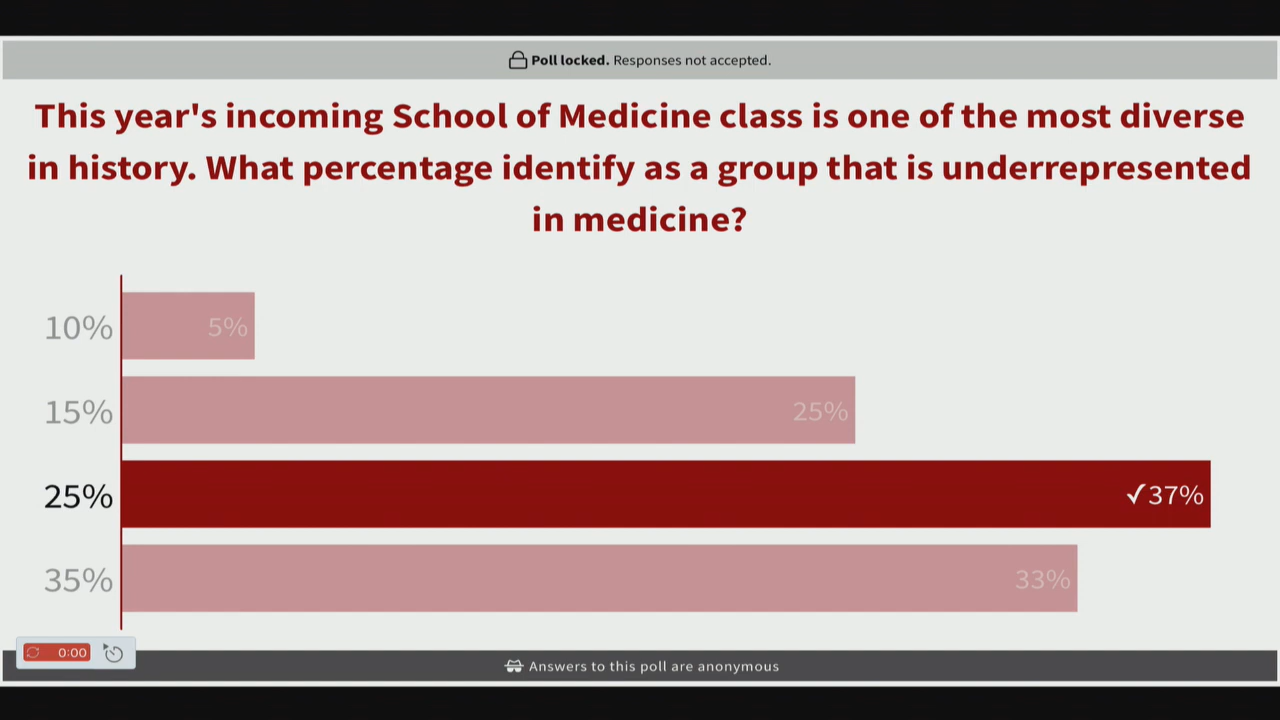 Poll locked. Responses not accepted.
This year's incoming School of Medicine class is one of the most diverse
in history. What percentage identify as a group that is underrepresented
in medicine?
10% 5%
15% 25%
25% ✓37%
35% 33%
0:00
Answers to this poll are anonymous